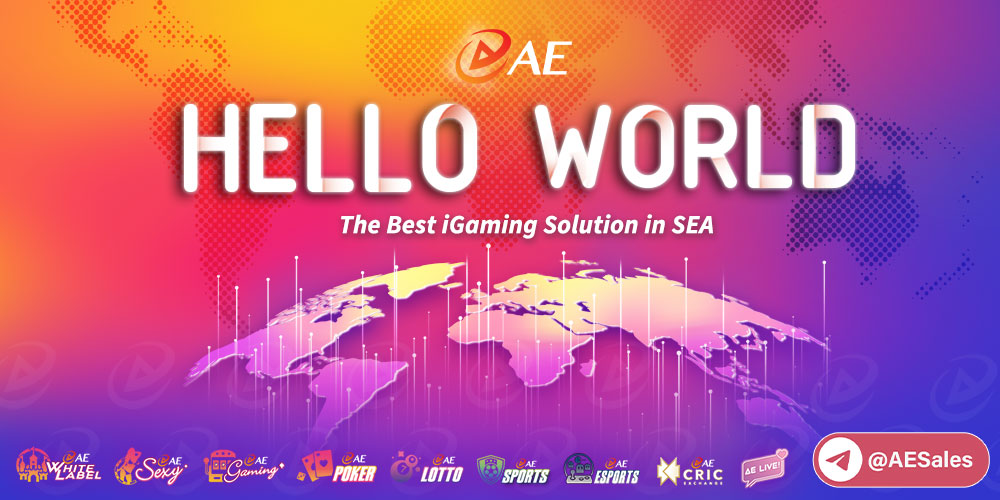 AE
HELLO WORLD
The Best iGaming Solution in SEA
AE
WHITE
LABEL
AE
Sexy
AE
Gaming
AE
POKER
AE
LOTTO
AE
SPORTS
AE
ESPORTS
AE
CRIC
EXCHANGE
AE LIVE!
@AESales